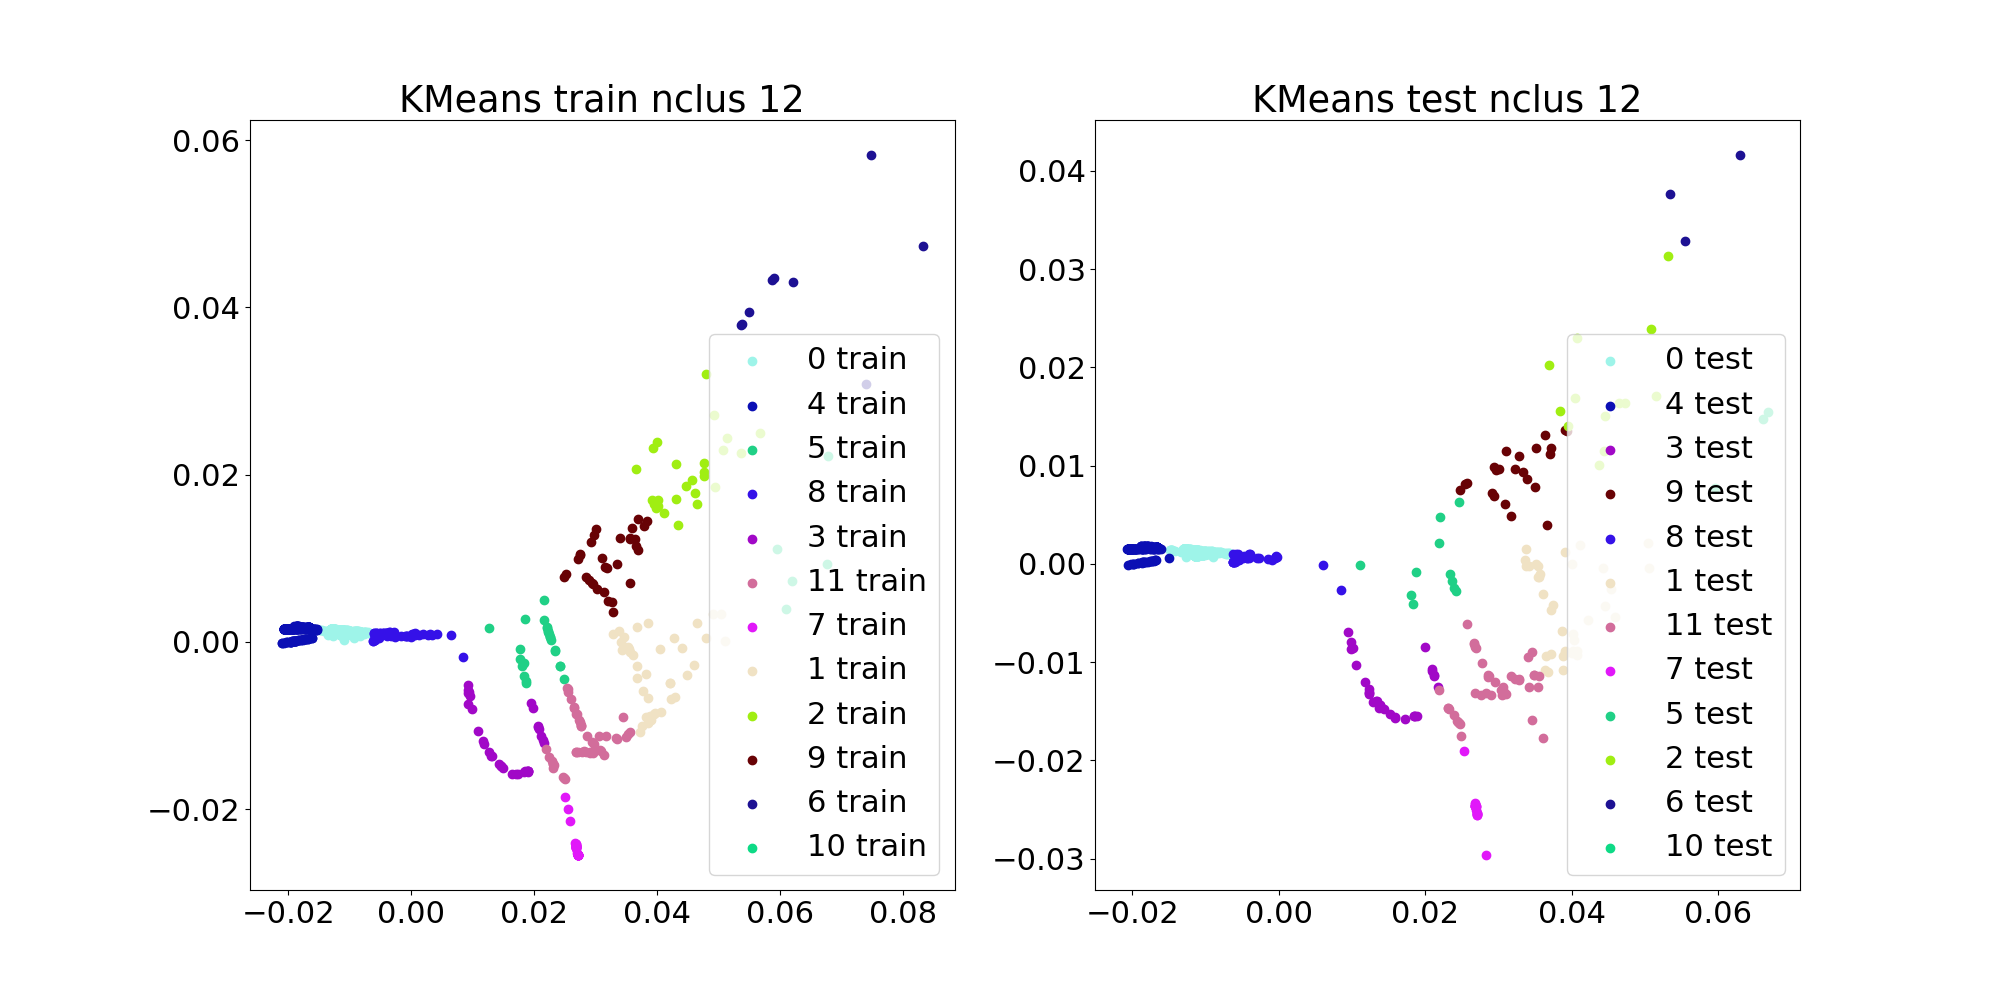 KMeans train nclus 12
0.06
0.04
0.02
0.00
−0.02
−0.02
0.00
0.02
0.04
0.06
0.08
0 train
4 train
5 train
8 train
3 train
11 train
7 train
1 train
2 train
9 train
6 train
10 train
KMeans test nclus 12
0.04
0.03
0.02
0.01
0.00
−0.01
−0.02
−0.03
−0.02
0.00
0.02
0.04
0.06
0 test
4 test
3 test
9 test
8 test
1 test
11 test
7 test
5 test
2 test
6 test
10 test